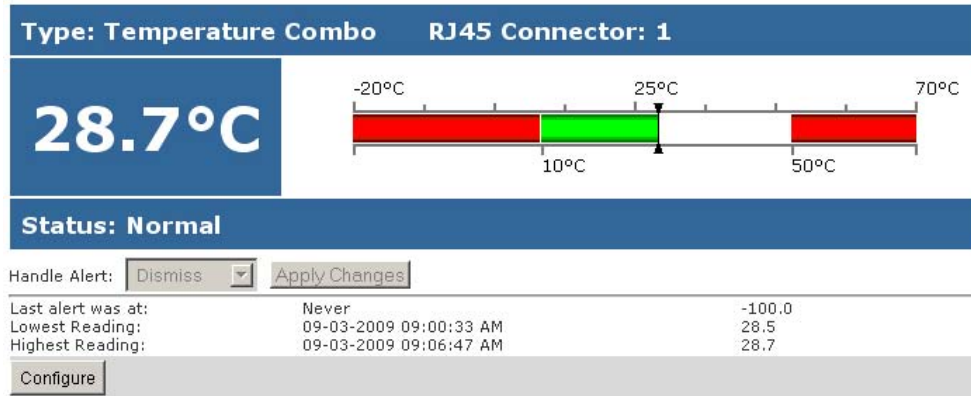 Type: Temperature Combo RJ45 Connector: 1
28.7°C
-20°C 25°C 70°C
10°C 50°C
Status: Normal
Handle Alert: Dismiss Apply Changes
Last alert was at: Never -100.0
Lowest Reading: 09-03-2009 09:00:33 AM 28.5
Highest Reading: 09-03-2009 09:06:47 AM 28.7
Configure